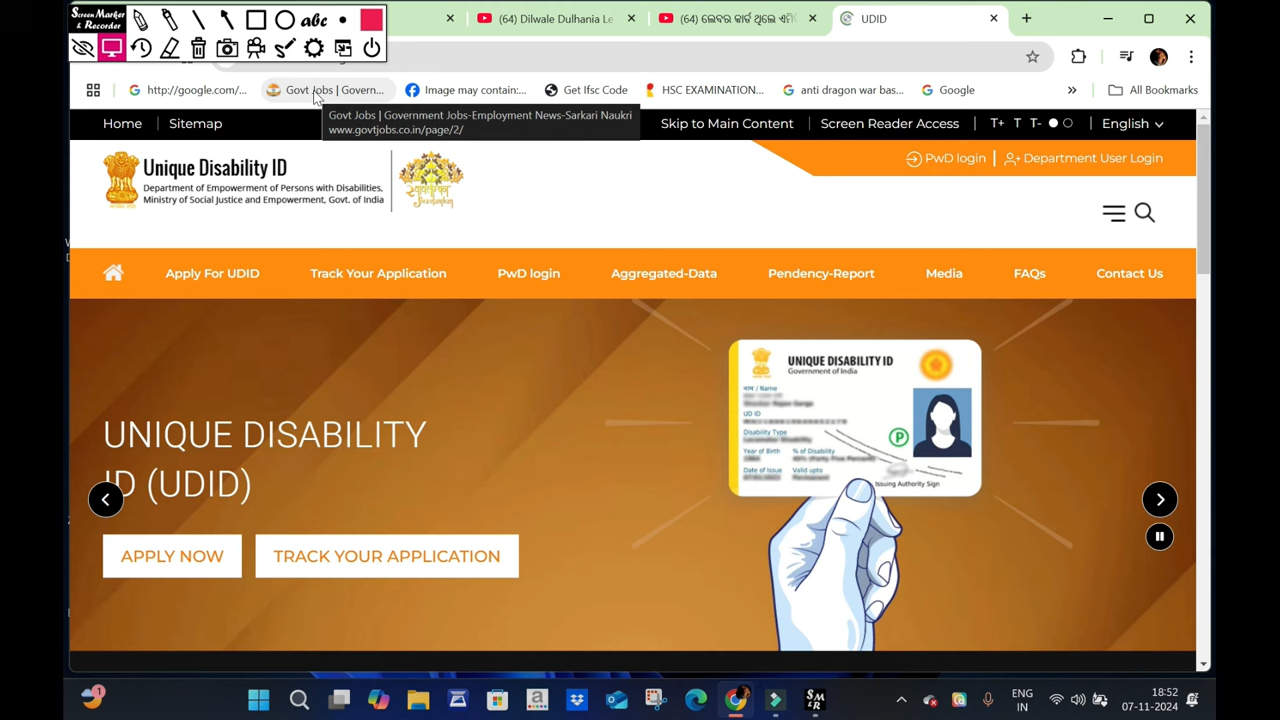 Screen Marker
& Recorder
abc
(64) Dilwale Dulhania Le
(64) ଲେବର କାର୍ଡ ଥିଲେ ଏମି
UDID
http://google.com/...
Govt Jobs | Govern...
Image may contain:...
Get Ifsc Code
HSC EXAMINATION...
anti dragon war bas...
Google
All Bookmarks
Govt Jobs | Government Jobs-Employment News-Sarkari Naukri
www.govtjobs.co.in/page/2/
Home
Sitemap
Skip to Main Content
Screen Reader Access
T+ T T-
English
Unique Disability ID
Department of Empowerment of Persons with Disabilities,
Ministry of Social Justice and Empowerment, Govt. of India
PwD login
Department User Login
Apply For UDID
Track Your Application
PwD login
Aggregated-Data
Pendency-Report
Media
FAQs
Contact Us
UNIQUE DISABILITY ID
Government of India
नाम / Name
UD ID
Disability Type
Year of Birth
% of Disability
Date of Issue
Valid upto
Issuing Authority Sign
P
UNIQUE DISABILITY
ID (UDID)
APPLY NOW
TRACK YOUR APPLICATION
1
ENG
IN
18:52
07-11-2024